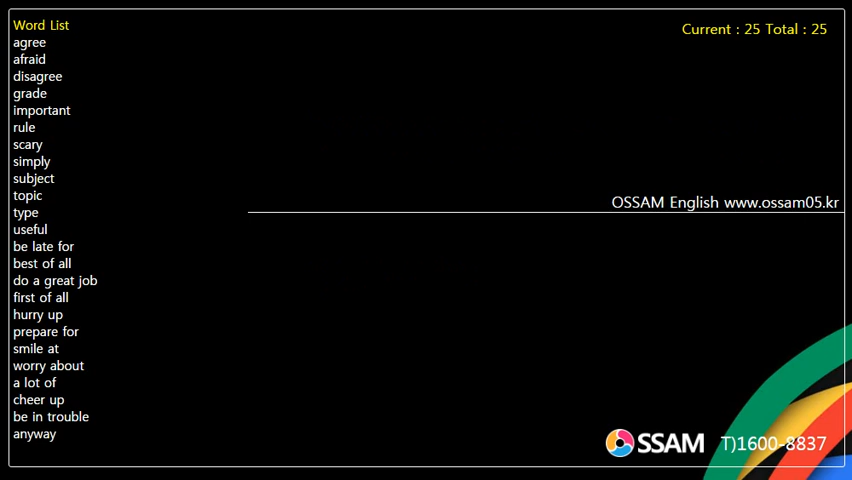 Word List
Current : 25 Total : 25
agree
afraid
disagree
grade
important
rule
scary
simply
subject
topic
type
useful
be late for
best of all
do a great job
first of all
hurry up
prepare for
smile at
worry about
a lot of
cheer up
be in trouble
anyway
OSSAM English www.ossam05.kr
OSSAM T)1600-8837